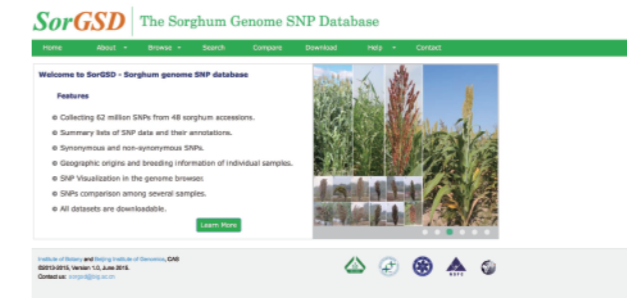 SorGSD The Sorghum Genome SNP Database
Home About Browse Search Compare Download Help Contact
Welcome to SorGSD - Sorghum genome SNP database
Features
Collecting 62 million SNPs from 48 sorghum accessions.
Summary lists of SNP data and their annotations.
Synonymous and non-synonymous SNPs.
Geographic origins and breeding information of individual samples.
SNP Visualization in the genome browser.
SNPs comparison among several samples.
All datasets are downloadable.
Learn More
Institute of Botany and Beijing Institute of Genomics, CAS
©2013-2015, Version 1.0, June 2015.
Contact us: